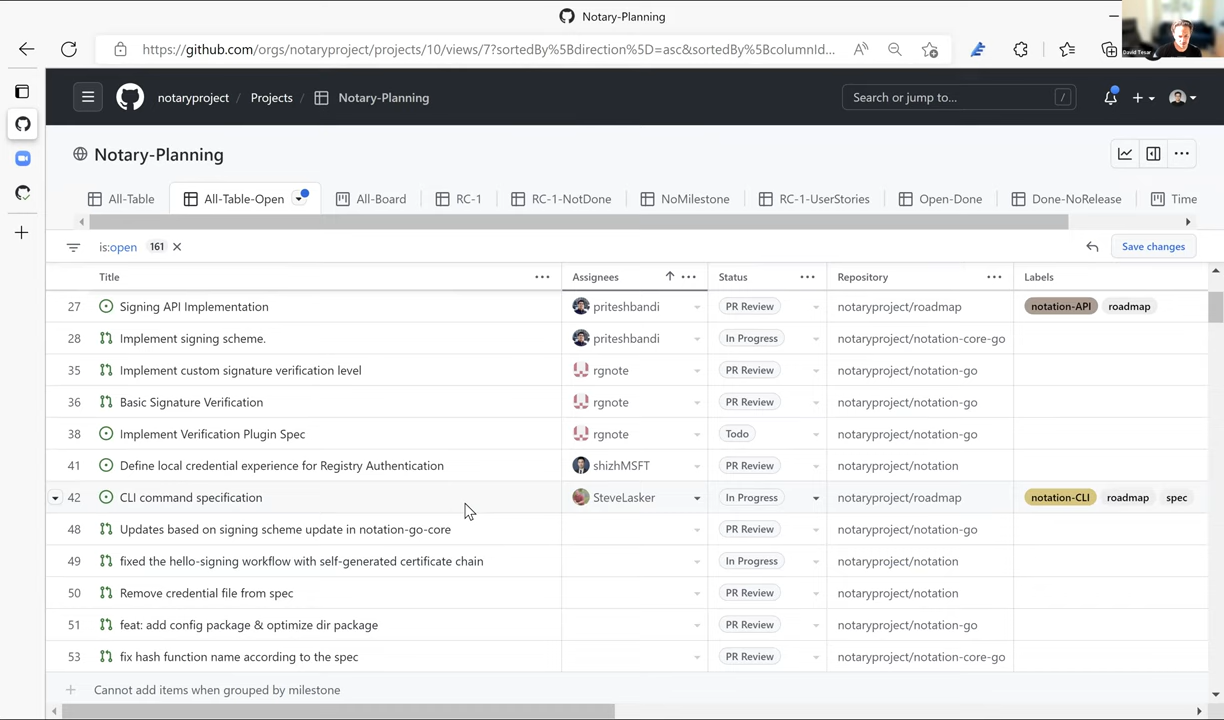 Notary-Planning
https://github.com/orgs/notaryproject/projects/10/views/7?sortedBy%5Bdirection%5D=asc&sortedBy%5BcolumnId...
David Tesar
notaryproject / Projects / Notary-Planning
Search or jump to... /
Notary-Planning
All-Table All-Table-Open All-Board RC-1 RC-1-NotDone NoMilestone RC-1-UserStories Open-Done Done-NoRelease Time
is:open 161 Save changes
Title Assignees Status Repository Labels
27 Signing API Implementation priteshbandi PR Review notaryproject/roadmap notation-API roadmap
28 Implement signing scheme. priteshbandi In Progress notaryproject/notation-core-go
35 Implement custom signature verification level rgnote PR Review notaryproject/notation-go
36 Basic Signature Verification rgnote PR Review notaryproject/notation-go
38 Implement Verification Plugin Spec rgnote Todo notaryproject/notation-go
41 Define local credential experience for Registry Authentication shizhMSFT PR Review notaryproject/notation
42 CLI command specification SteveLasker In Progress notaryproject/roadmap notation-CLI roadmap spec
48 Updates based on signing scheme update in notation-go-core PR Review notaryproject/notation-go
49 fixed the hello-signing workflow with self-generated certificate chain In Progress notaryproject/notation
50 Remove credential file from spec PR Review notaryproject/notation
51 feat: add config package & optimize dir package PR Review notaryproject/notation-go
53 fix hash function name according to the spec PR Review notaryproject/notation-core-go
Cannot add items when grouped by milestone